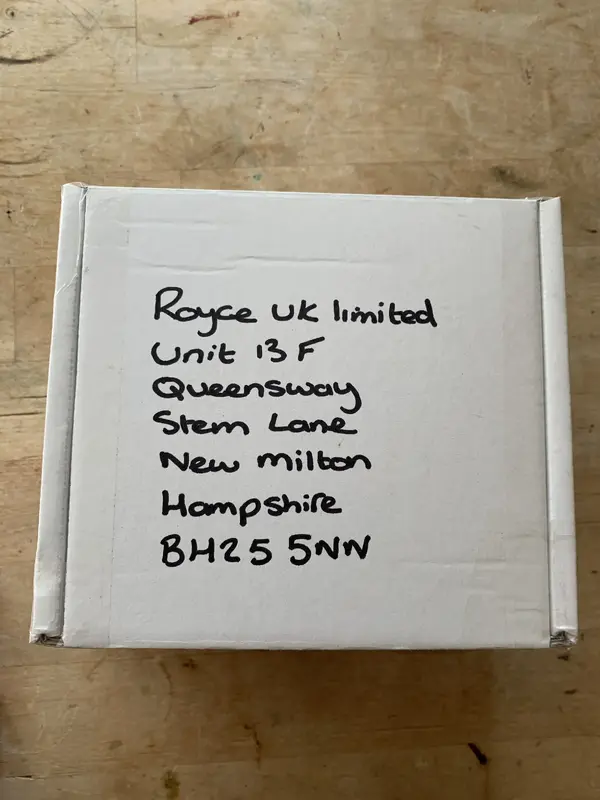 Royce UK limited
Unit 13 F
Queensway
Stem Lane
New milton
Hampshire
BH25 5NN